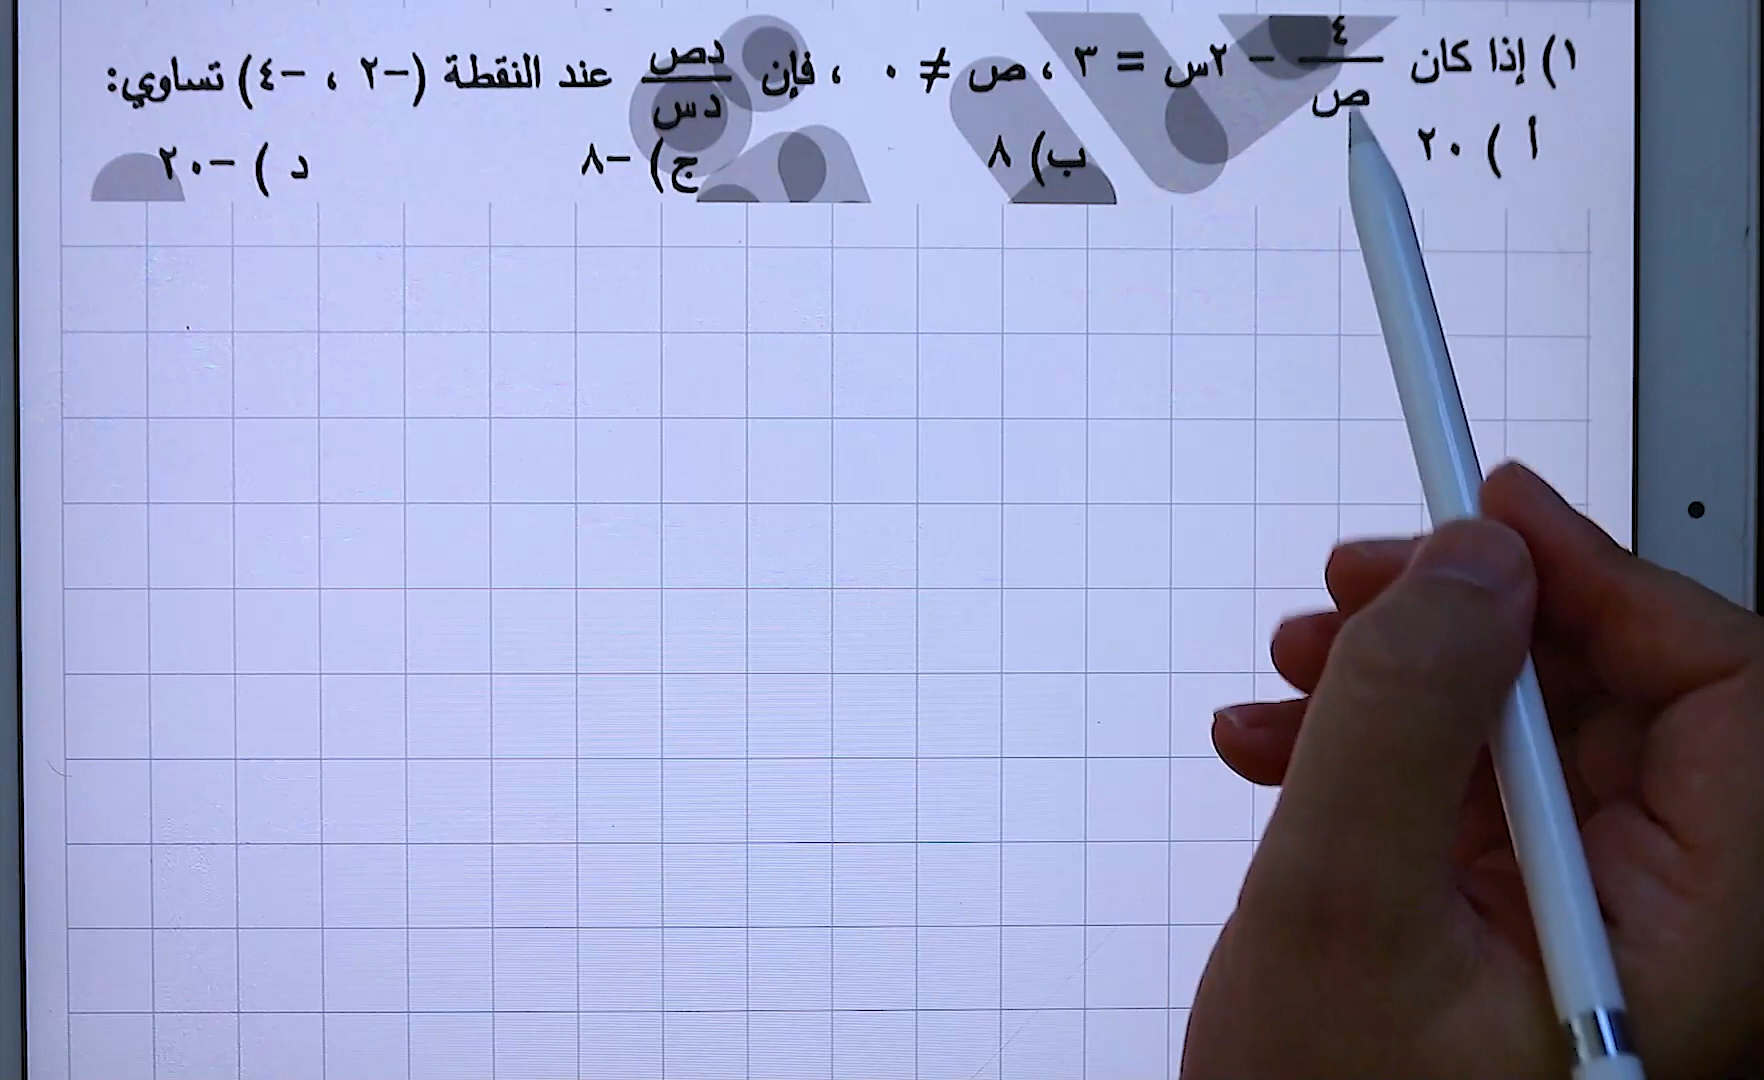 ١) إذا كان ٤/ص − ٢س = ٣ ، ص ≠ ٠ ، فإن دص/دس عند النقطة (−٢ ، −٤) تساوي:
أ ) ٢٠ ب) ٨ ج) −٨ د ) −٢٠